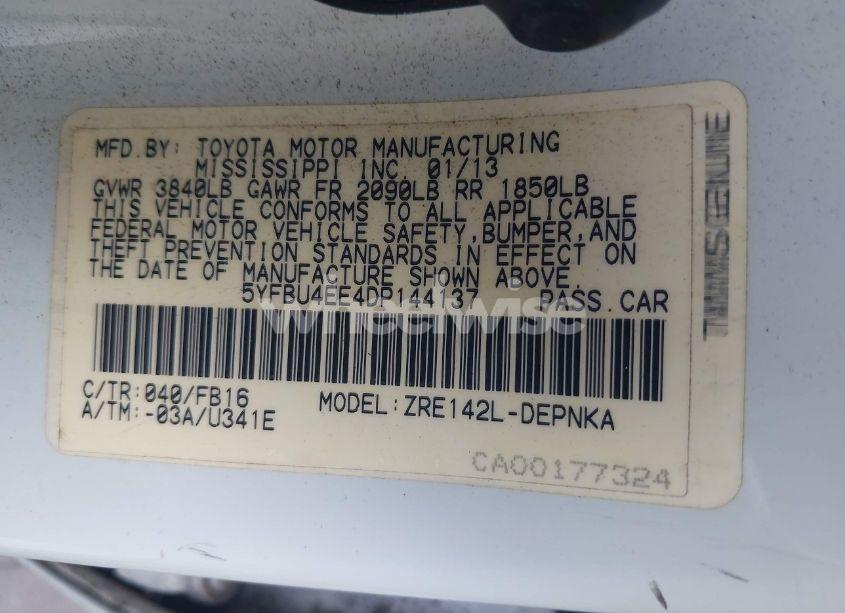 MFD.BY: TOYOTA MOTOR MANUFACTURING
MISSISSIPPI INC. 01/13
GVWR 3840LB GAWR FR 2090LB RR 1850LB
THIS VEHICLE CONFORMS TO ALL APPLICABLE
FEDERAL MOTOR VEHICLE SAFETY,BUMPER,AND
THEFT PREVENTION STANDARDS IN EFFECT ON
THE DATE OF MANUFACTURE SHOWN ABOVE.
5YFBU4EE4DP144137 PASS.CAR
wheelwise
C/TR:040/FB16
A/TM:-03A/U341E
MODEL:ZRE142L-DEPNKA
CA00177324